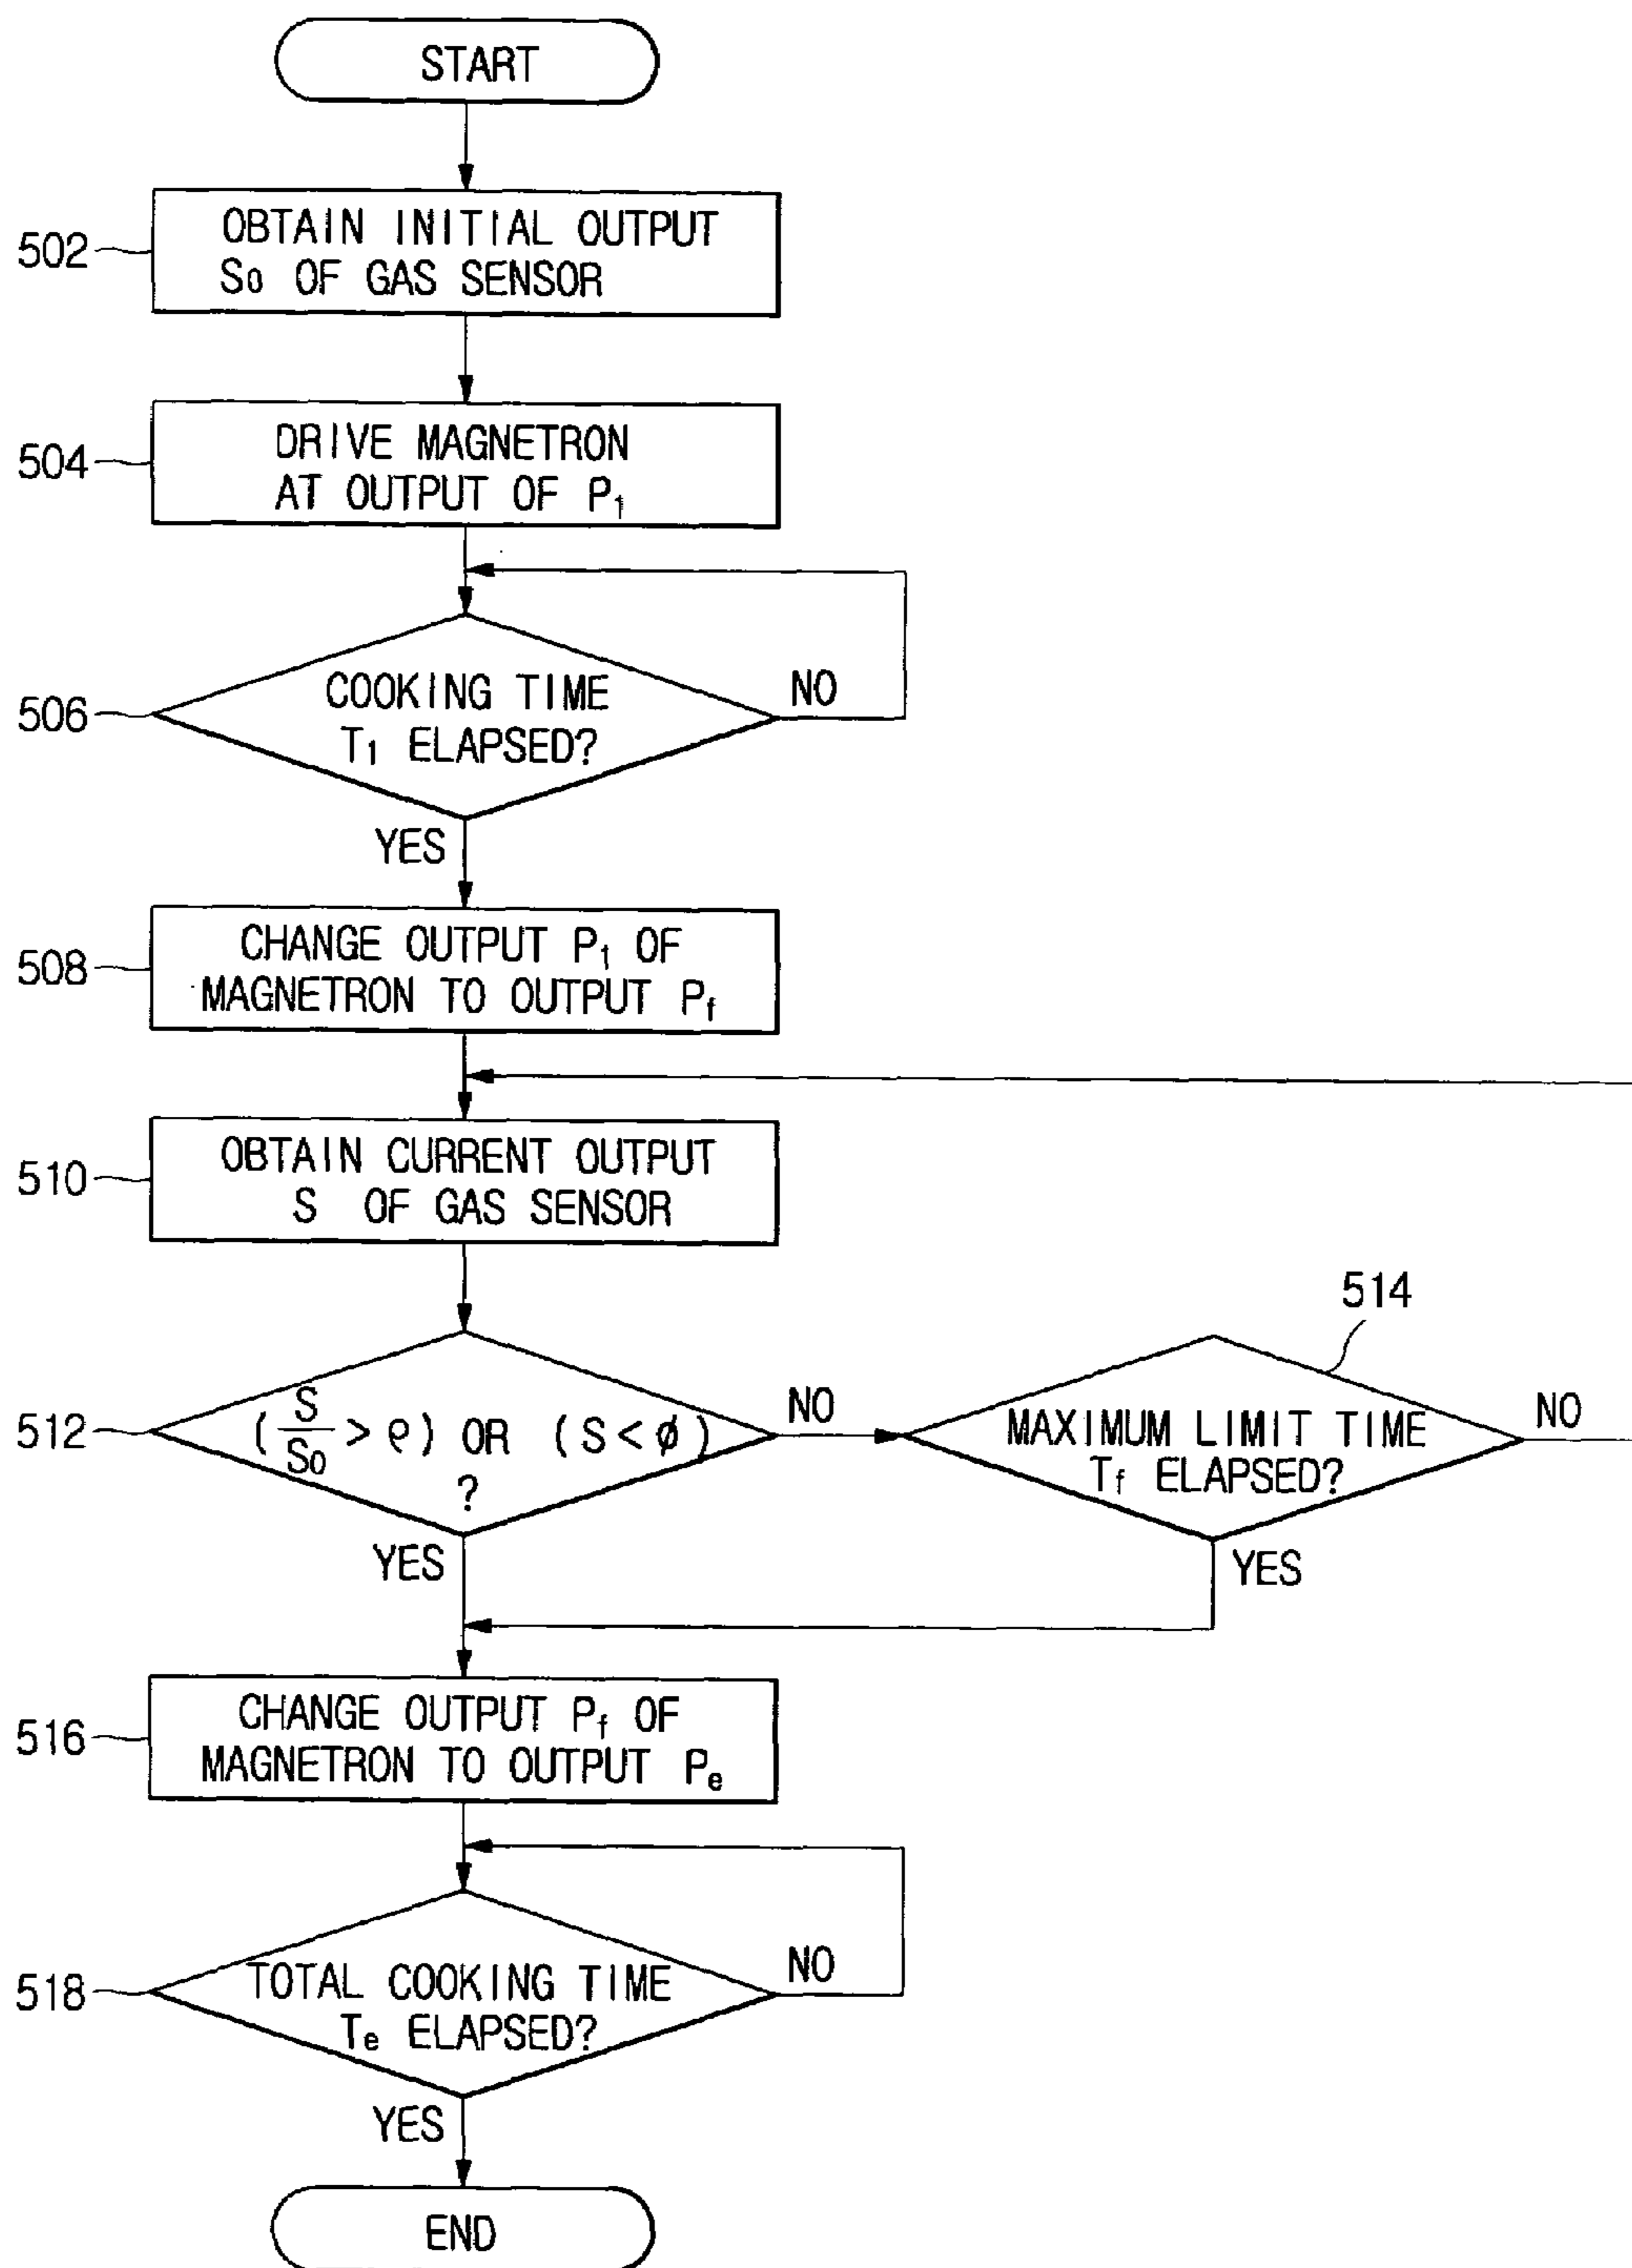 START
502
OBTAIN INITIAL OUTPUT
S₀ OF GAS SENSOR
504
DRIVE MAGNETRON
AT OUTPUT OF P₁
506
COOKING TIME
T₁ ELAPSED?
NO
YES
508
CHANGE OUTPUT P₁ OF
MAGNETRON TO OUTPUT P_f
510
OBTAIN CURRENT OUTPUT
S OF GAS SENSOR
512
(S/S₀ > ρ) OR (S < ϕ)
?
NO
YES
514
MAXIMUM LIMIT TIME
T_f ELAPSED?
NO
YES
516
CHANGE OUTPUT P_f OF
MAGNETRON TO OUTPUT Pₑ
518
TOTAL COOKING TIME
Tₑ ELAPSED?
NO
YES
END